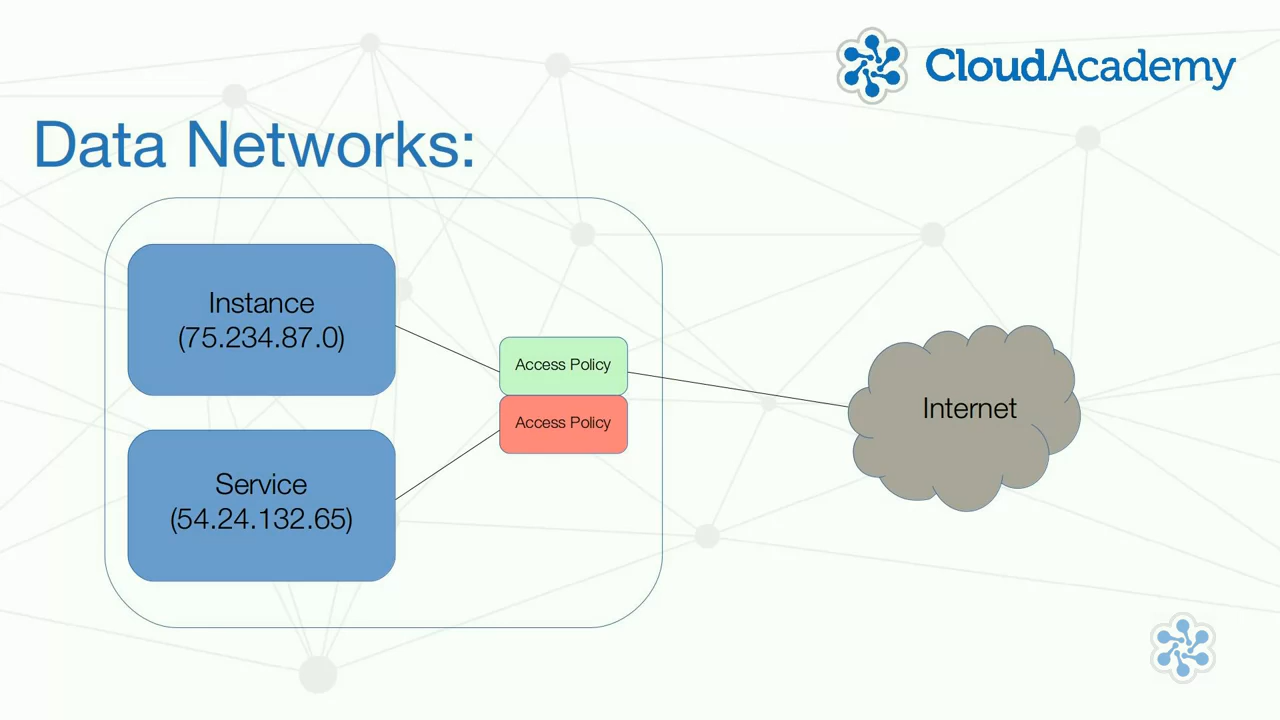 CloudAcademy
Data Networks:
Instance
(75.234.87.0)
Access Policy
Access Policy
Internet
Service
(54.24.132.65)